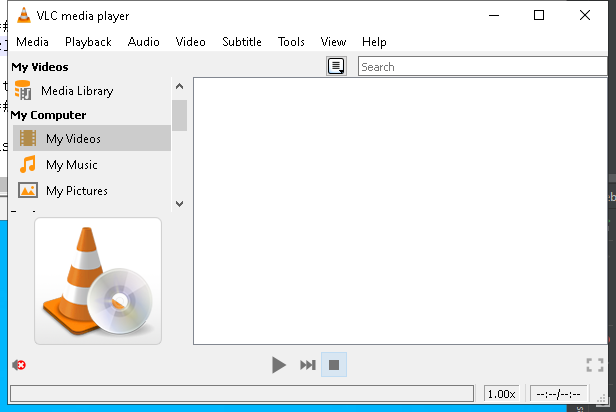 VLC media player
Media Playback Audio Video Subtitle Tools View Help
My Videos
Search
Media Library
My Computer
My Videos
My Music
My Pictures
1.00x --:--/--:--